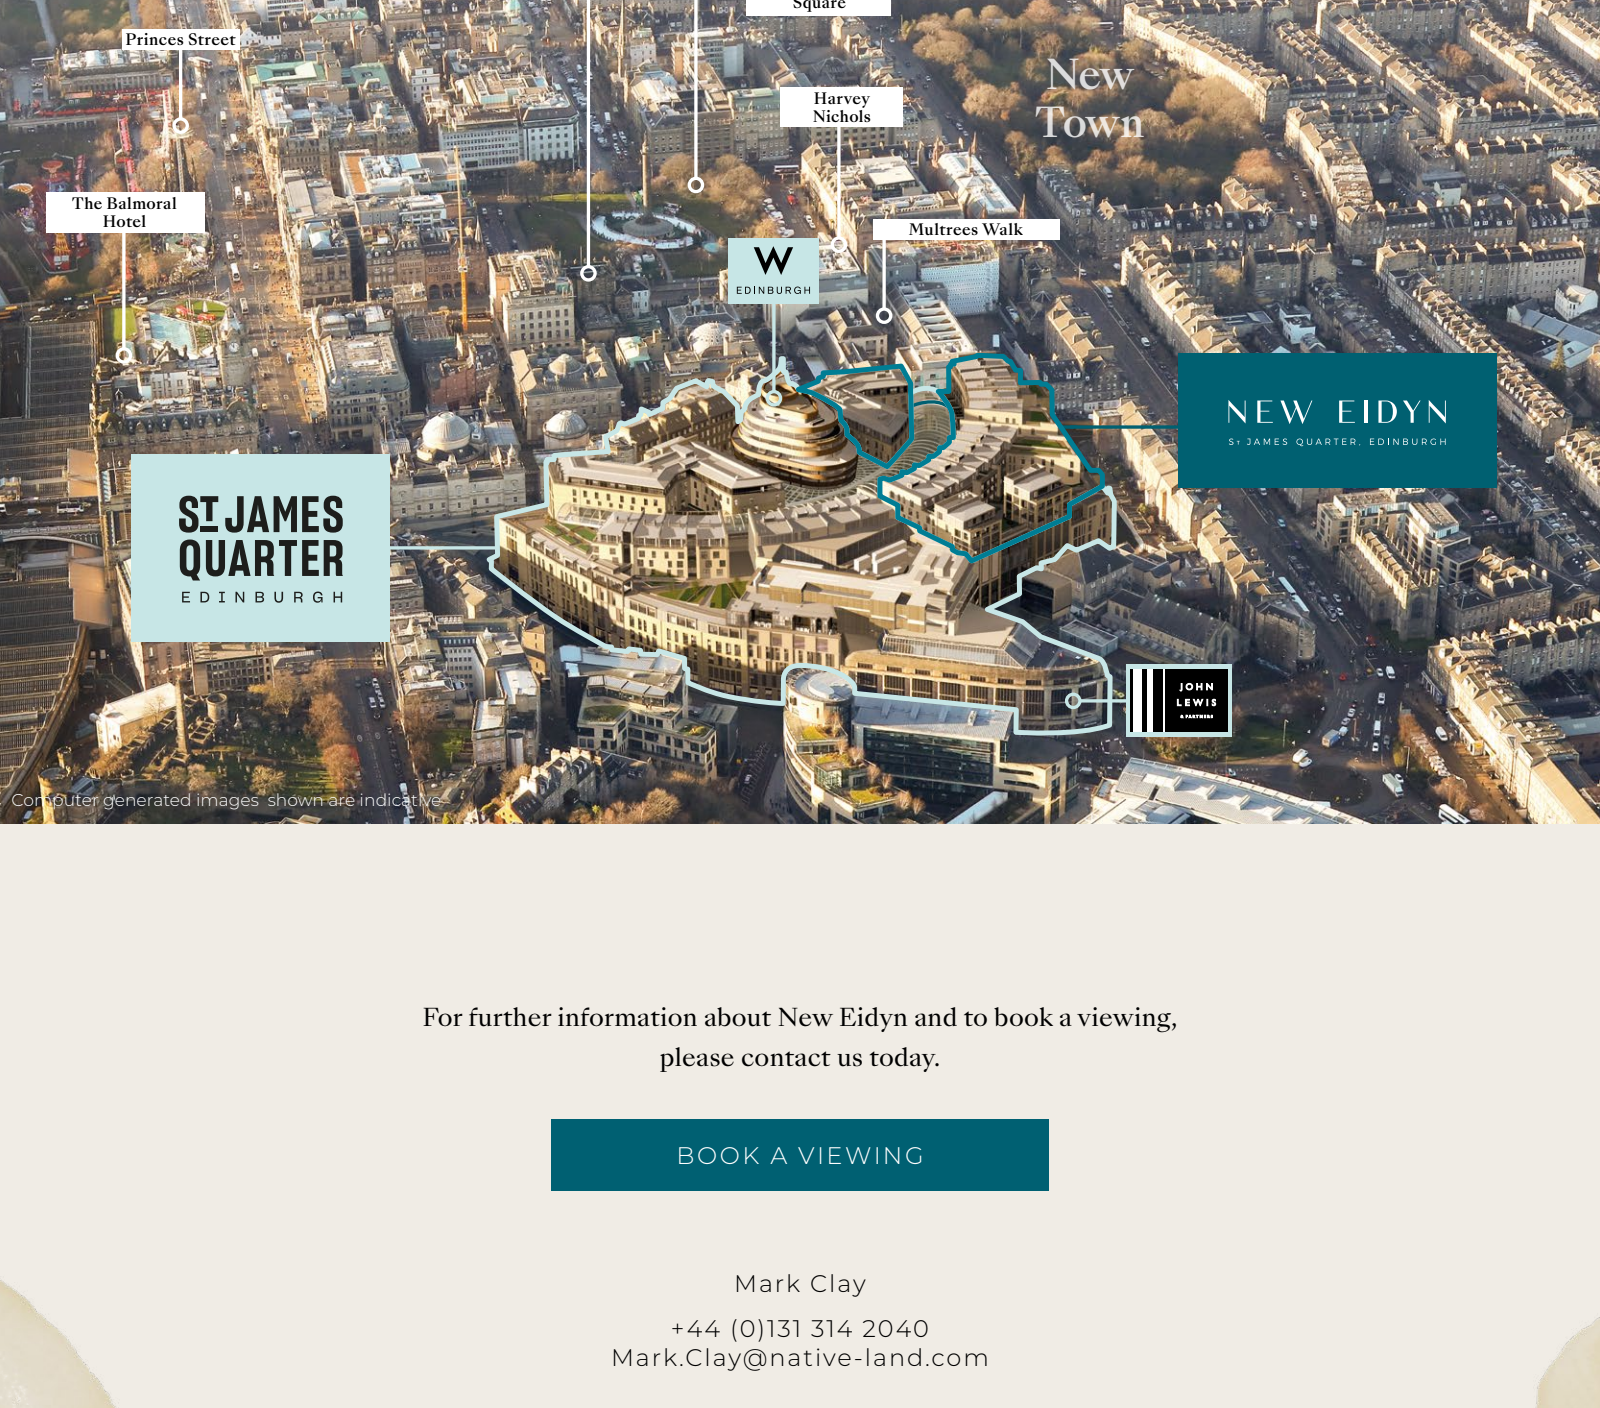 Square
Princes Street
New
Town
Harvey
Nichols
The Balmoral
Hotel
Multrees Walk
W
EDINBURGH
NEW EIDYN
ST JAMES QUARTER, EDINBURGH
ST JAMES
QUARTER
EDINBURGH
JOHN
LEWIS
& PARTNERS
Computer generated images shown are indicative
For further information about New Eidyn and to book a viewing,
please contact us today.
BOOK A VIEWING
Mark Clay
+44 (0)131 314 2040
Mark.Clay@native-land.com